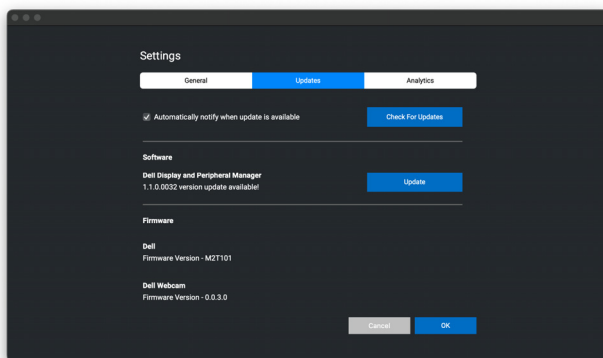 Settings
General
Updates
Analytics
Automatically notify when update is available
Check For Updates
Software
Dell Display and Peripheral Manager
1.1.0.0032 version update available!
Update
Firmware
Dell
Firmware Version - M2T101
Dell Webcam
Firmware Version - 0.0.3.0
Cancel
OK